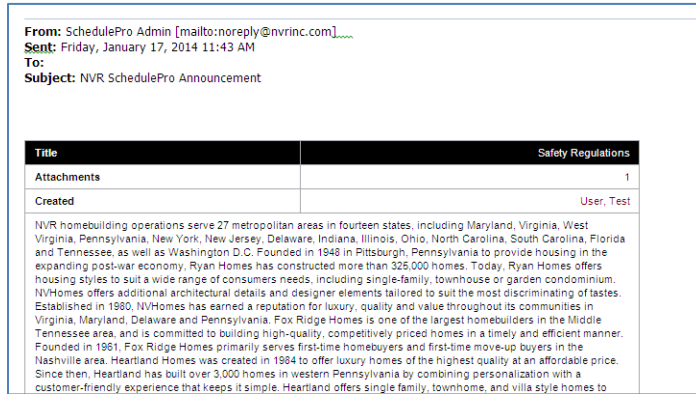 From: SchedulePro Admin [mailto:noreply@nvrinc.com]
Sent: Friday, January 17, 2014 11:43 AM
To:
Subject: NVR SchedulePro Announcement
Title Safety Regulations
Attachments 1
Created User, Test
NVR homebuilding operations serve 27 metropolitan areas in fourteen states, including Maryland, Virginia, West
Virginia, Pennsylvania, New York, New Jersey, Delaware, Indiana, Illinois, Ohio, North Carolina, South Carolina, Florida
and Tennessee, as well as Washington D.C. Founded in 1948 in Pittsburgh, Pennsylvania to provide housing in the
expanding post-war economy, Ryan Homes has constructed more than 325,000 homes. Today, Ryan Homes offers
housing styles to suit a wide range of consumers needs, including single-family, townhouse or garden condominium.
NVHomes offers additional architectural details and designer elements tailored to suit the most discriminating of tastes.
Established in 1980, NVHomes has earned a reputation for luxury, quality and value throughout its communities in
Virginia, Maryland, Delaware and Pennsylvania. Fox Ridge Homes is one of the largest homebuilders in the Middle
Tennessee area, and is committed to building high-quality, competitively priced homes in a timely and efficient manner.
Founded in 1961, Fox Ridge Homes primarily serves first-time homebuyers and first-time move-up buyers in the
Nashville area. Heartland Homes was created in 1984 to offer luxury homes of the highest quality at an affordable price.
Since then, Heartland has built over 3,000 homes in western Pennsylvania by combining personalization with a
customer-friendly experience that keeps it simple. Heartland offers single family, townhome, and villa style homes to